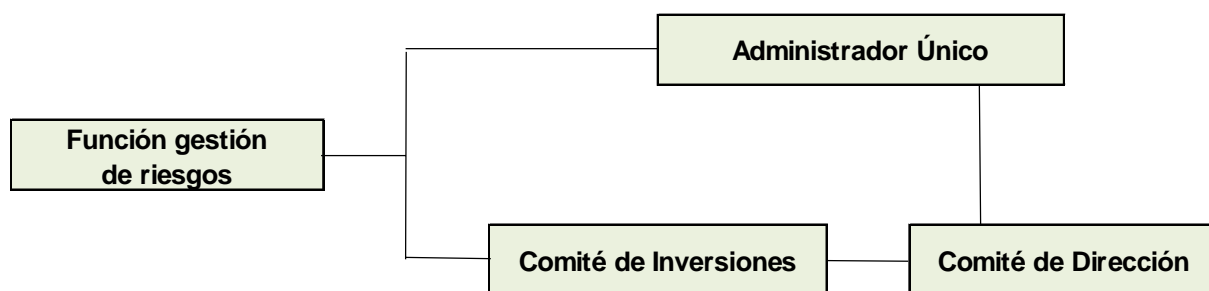 Administrador Único
Función gestión
de riesgos
Comité de Inversiones
Comité de Dirección